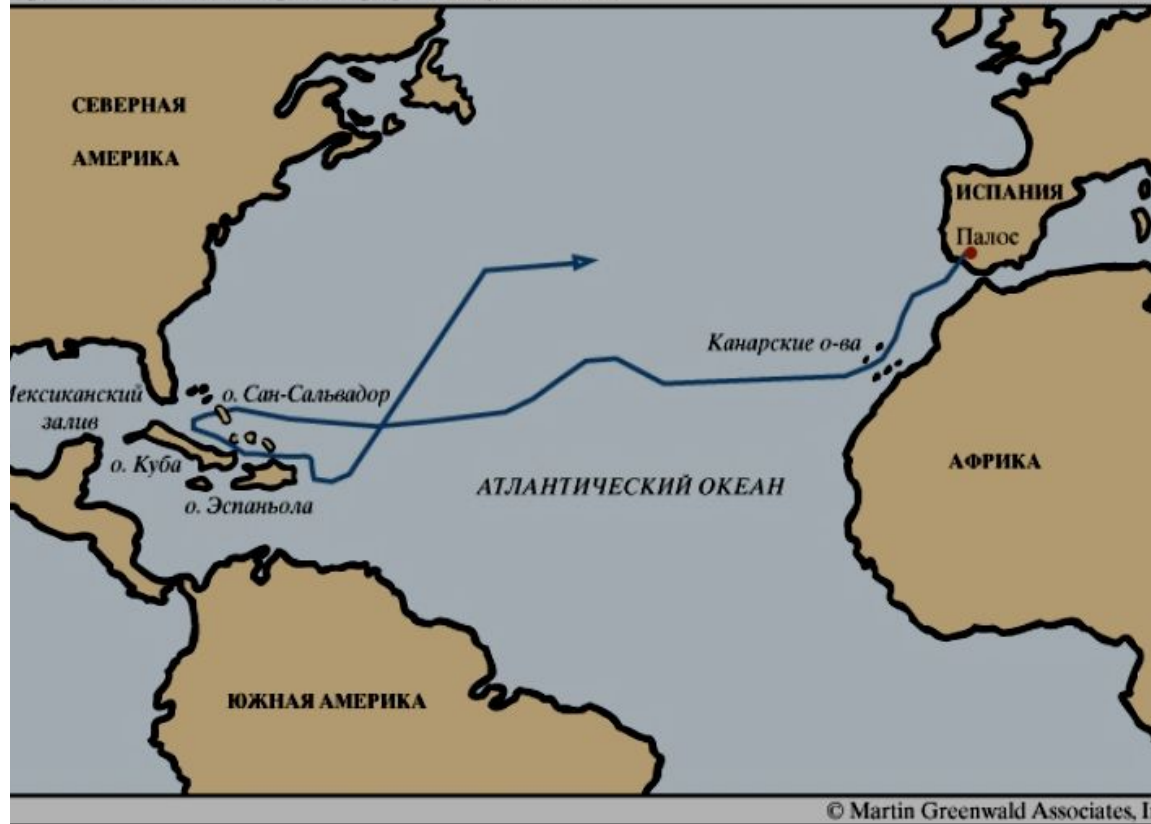 СЕВЕРНАЯ
АМЕРИКА
ИСПАНИЯ
Палос
Канарские о-ва
Мексиканский
залив
о. Сан-Сальвадор
о. Куба
о. Эспаньола
АТЛАНТИЧЕСКИЙ ОКЕАН
АФРИКА
ЮЖНАЯ АМЕРИКА
© Martin Greenwald Associates, I